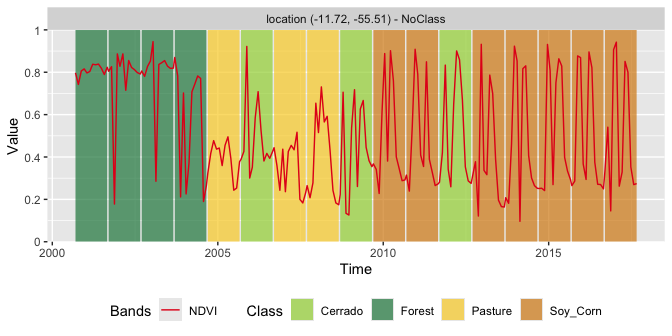 location (-11.72, -55.51) - NoClass
1
0.8
0.6
0.4
0.2
0
Value
2000 2005 2010 2015
Time
Bands NDVI Class Cerrado Forest Pasture Soy_Corn